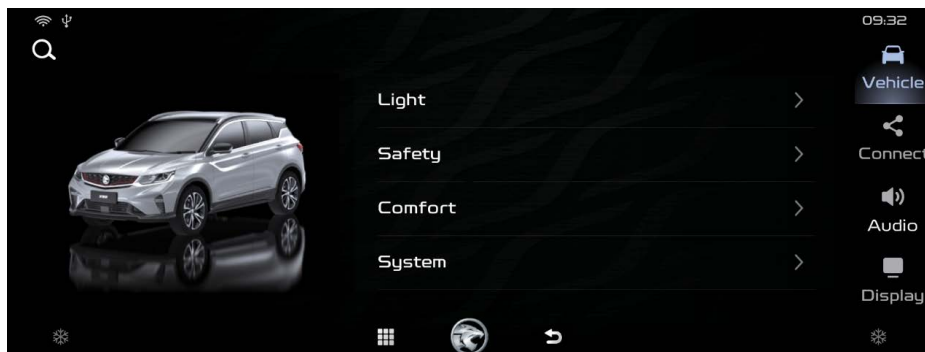 09:32
Vehicle
Light
Connect
Safety
Audio
Comfort
System
Display